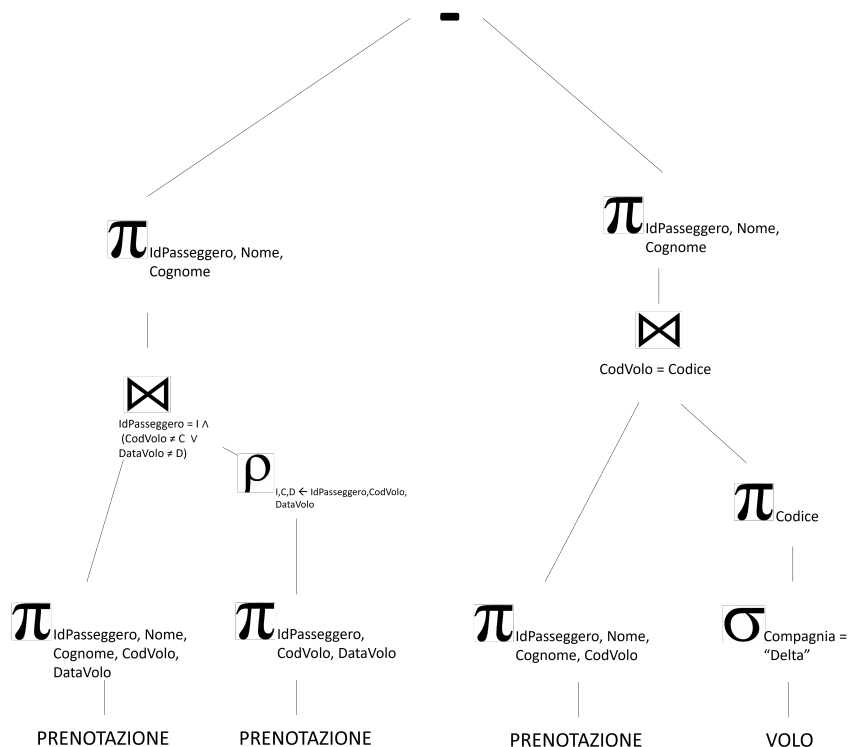 -
π IdPasseggero, Nome,
Cognome
π IdPasseggero, Nome,
Cognome
⋈
CodVolo = Codice
⋈
IdPasseggero = I ∧
(CodVolo ≠ C ∨
DataVolo ≠ D)
ρ I,C,D ← IdPasseggero,CodVolo,
DataVolo
π Codice
π IdPasseggero, Nome,
Cognome, CodVolo,
DataVolo
π IdPasseggero,
CodVolo, DataVolo
π IdPasseggero, Nome,
Cognome, CodVolo
σ Compagnia =
“Delta”
PRENOTAZIONE
PRENOTAZIONE
PRENOTAZIONE
VOLO